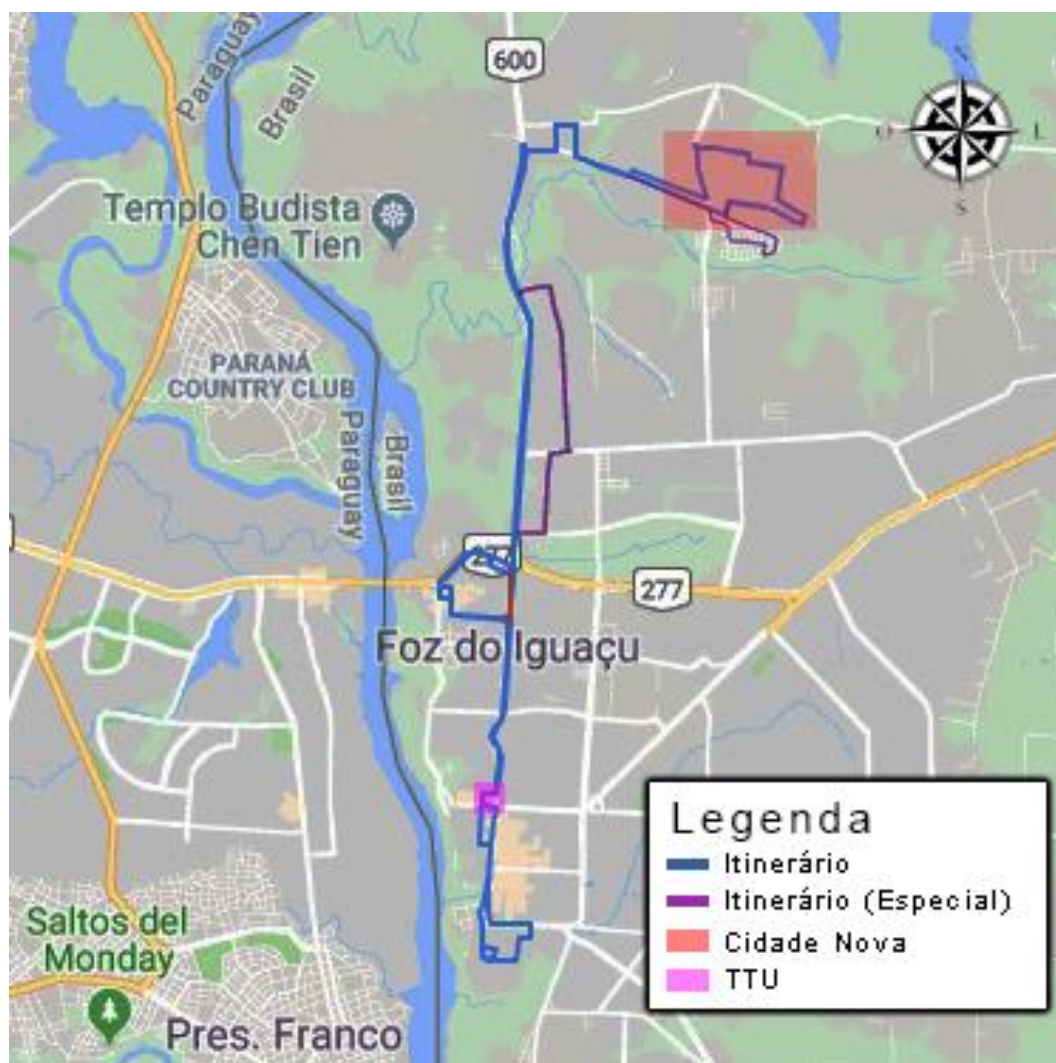 600
Paraguay
Brasil
O
L
S
Templo Budista
Chen Tien
PARANÁ
COUNTRY CLUB
Paraguay
Brasil
277
277
Foz do Iguaçu
Saltos del
Monday
Pres. Franco
Legenda
Itinerário
Itinerário (Especial)
Cidade Nova
TTU